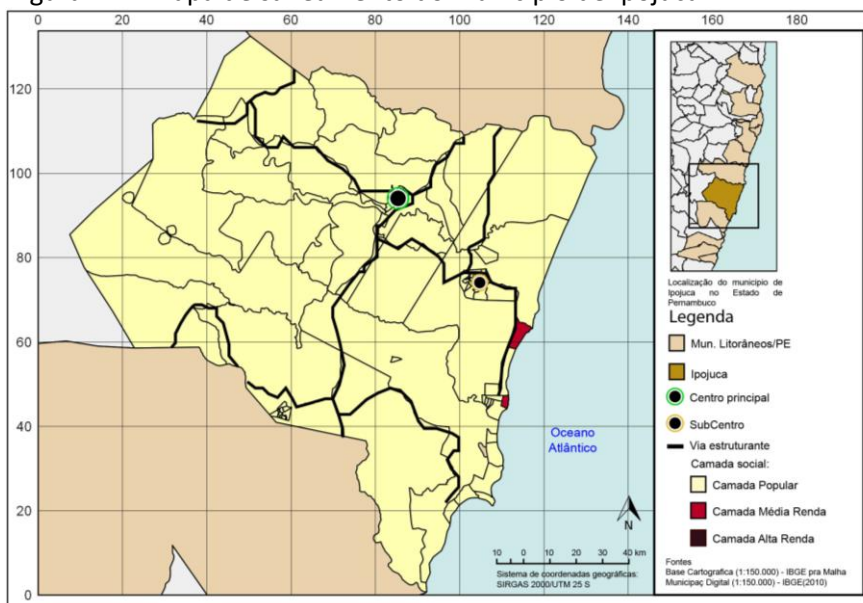 0 20 40 60 80 100 120 140 160 180
120
100
80
60
40
20
0
Oceano
Atlântico
N
10 0 10 20 30 40 km
Sistema de coordenadas geográficas:
SIRGAS 2000/UTM 25 S
Localização do municipio de
Ipojuca no Estado de
Pernambuco
Legenda
Mun. Litorâneos/PE
Ipojuca
Centro principal
SubCentro
Via estruturante
Camada social:
Camada Popular
Camada Média Renda
Camada Alta Renda
Fontes
Base Cartografica (1:150.000) - IBGE pra Malha
Municipaç Digital (1:150.000) - IBGE(2010)